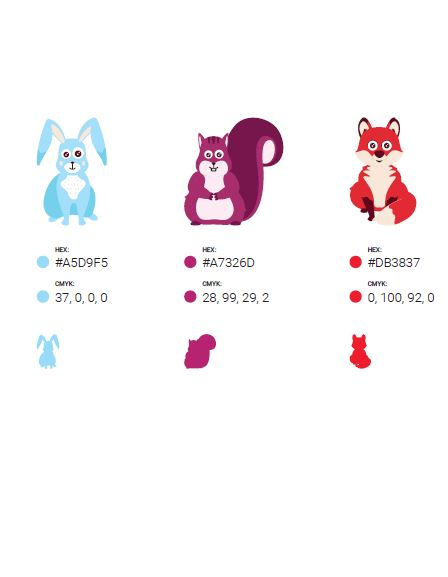 HEX:
#A5D9F5
CMYK:
37, 0, 0, 0
HEX:
#A7326D
CMYK:
28, 99, 29, 2
HEX:
#DB3837
CMYK:
0, 100, 92, 0